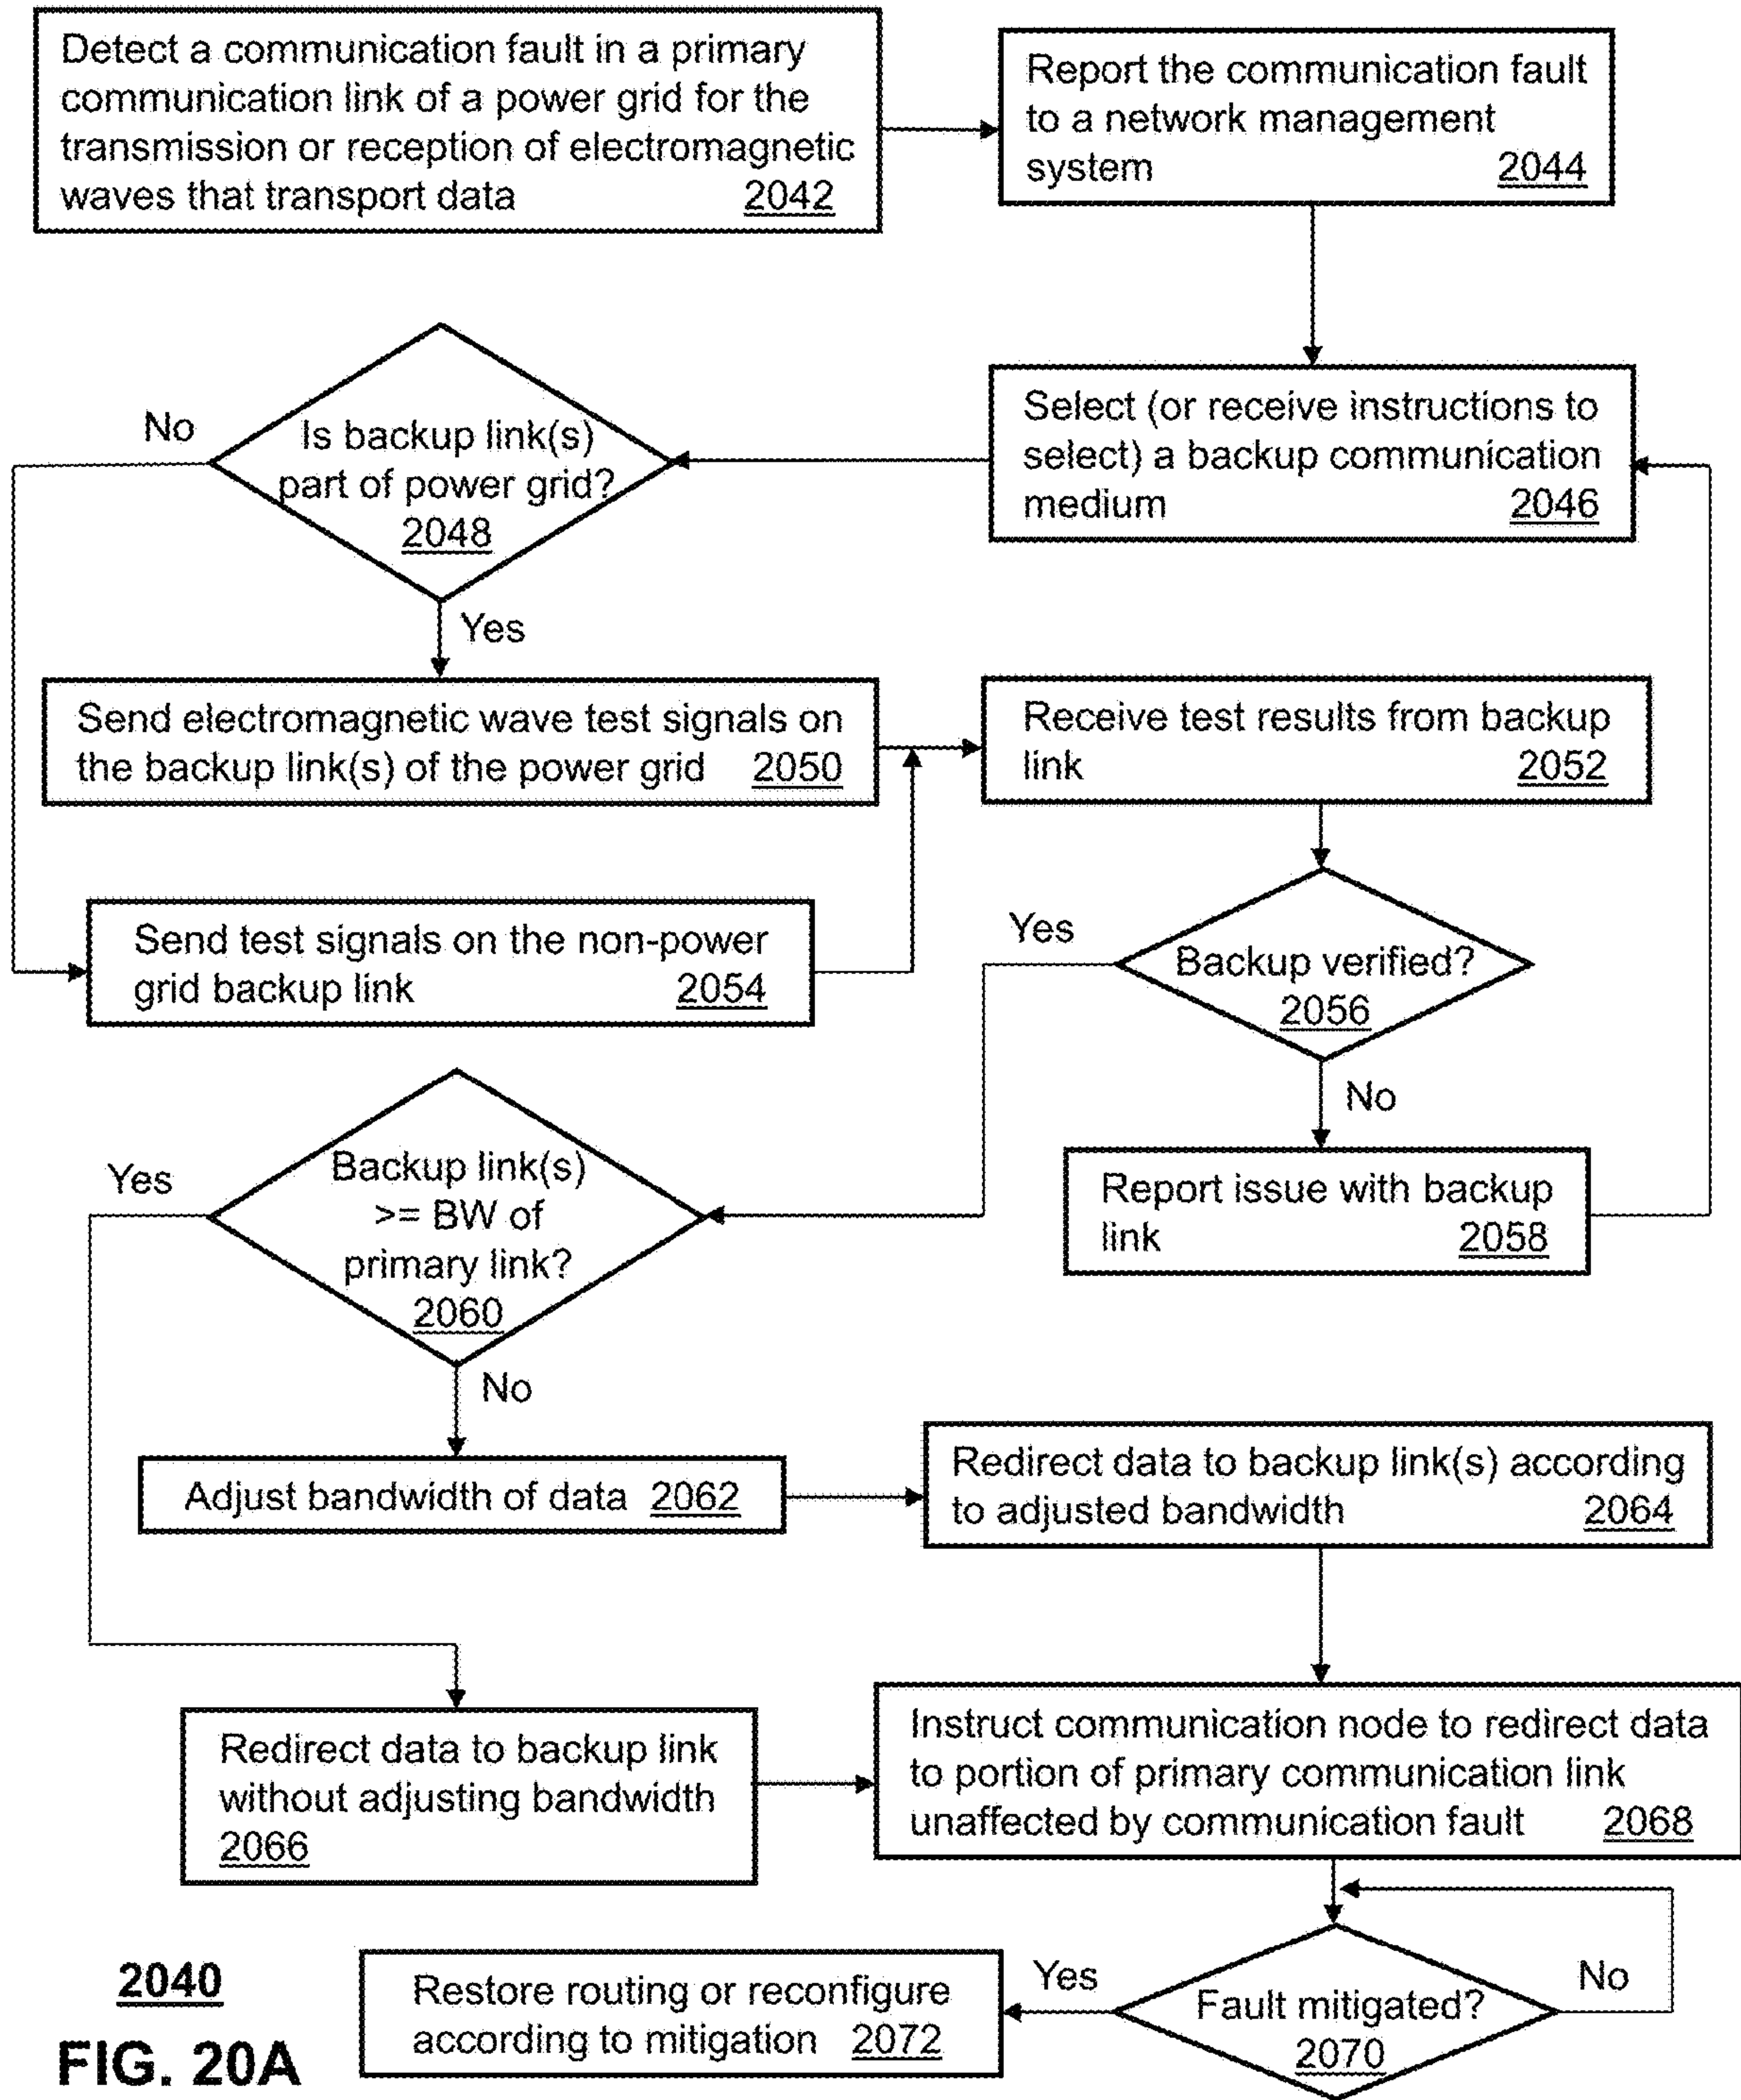 Detect a communication fault in a primary
communication link of a power grid for the
transmission or reception of electromagnetic
waves that transport data 2042
Report the communication fault
to a network management
system 2044
Select (or receive instructions to
select) a backup communication
medium 2046
No
Is backup link(s)
part of power grid?
2048
Yes
Send electromagnetic wave test signals on
the backup link(s) of the power grid 2050
Receive test results from backup
link 2052
Send test signals on the non-power
grid backup link 2054
Yes
Backup verified?
2056
No
Report issue with backup
link 2058
Yes
Backup link(s)
>= BW of
primary link?
2060
No
Adjust bandwidth of data 2062
Redirect data to backup link(s) according
to adjusted bandwidth 2064
Redirect data to backup link
without adjusting bandwidth
2066
Instruct communication node to redirect data
to portion of primary communication link
unaffected by communication fault 2068
Fault mitigated?
2070
No
Yes
Restore routing or reconfigure
according to mitigation 2072
2040
FIG. 20A